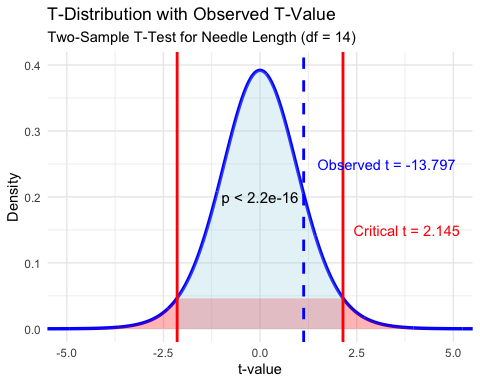 T-Distribution with Observed T-Value
Two-Sample T-Test for Needle Length (df = 14)
0.4
0.3
Observed t = -13.797
0.2
p < 2.2e-16
Critical t = 2.145
0.1
0.0
Density
-5.0 -2.5 0.0 2.5 5.0
t-value